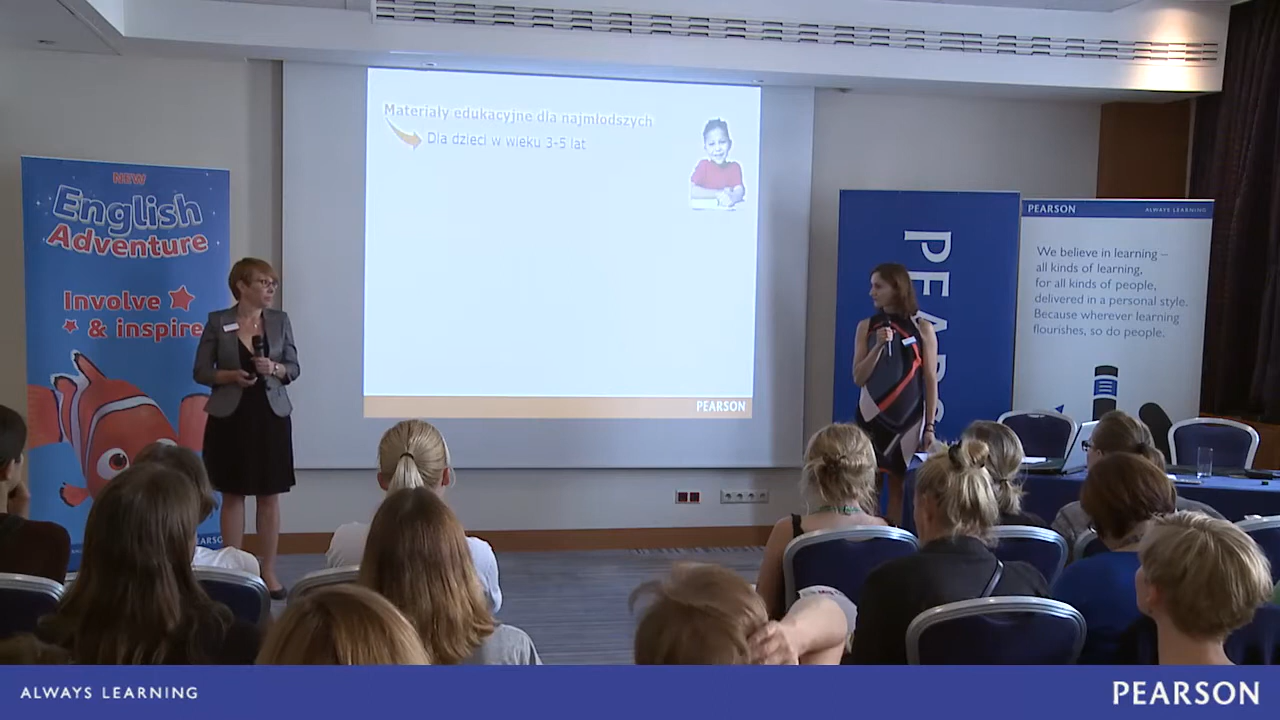 Materiały edukacyjne dla najmłodszych
Dla dzieci w wieku 3-5 lat
PEARSON
NEW
English
Adventure
Involve
& inspire
PEARSON
PEARSON
ALWAYS LEARNING
We believe in learning –
all kinds of learning,
for all kinds of people,
delivered in a personal style.
Because wherever learning
flourishes, so do people.
ALWAYS LEARNING
PEARSON